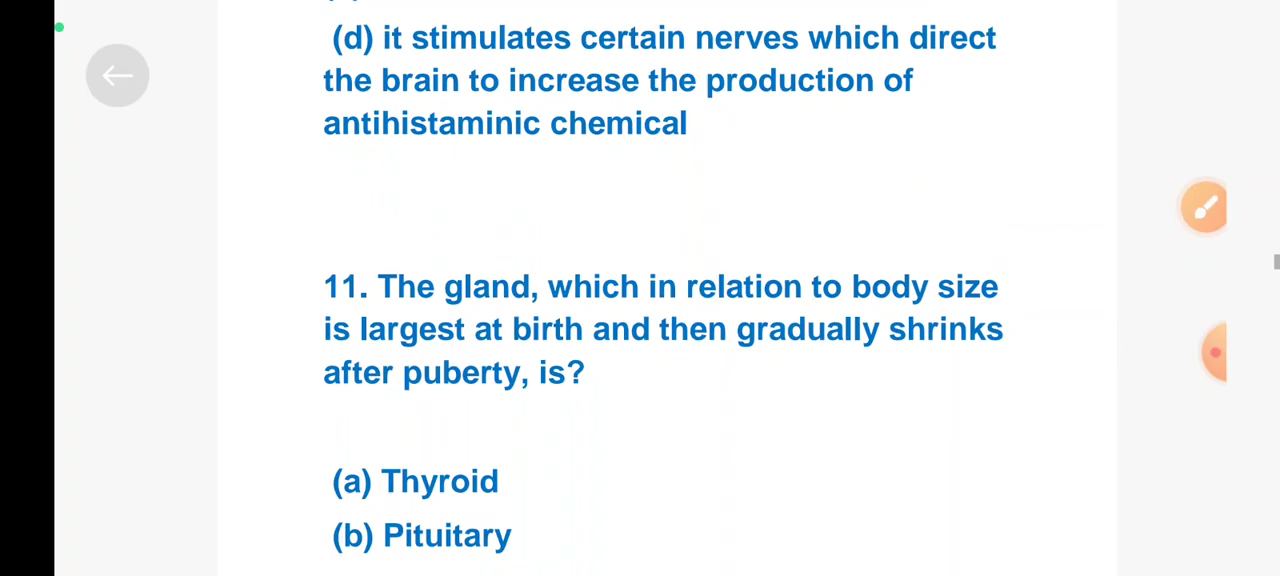 (d) it stimulates certain nerves which direct
the brain to increase the production of
antihistaminic chemical
11. The gland, which in relation to body size
is largest at birth and then gradually shrinks
after puberty, is?
(a) Thyroid
(b) Pituitary